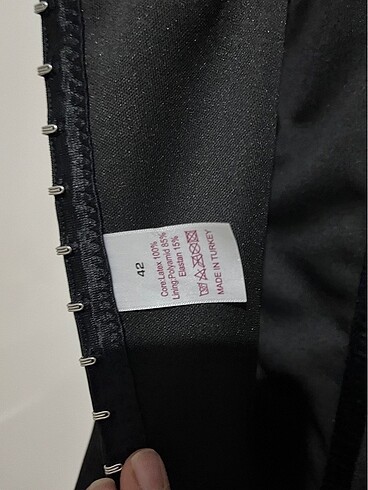 42
Core:Latex 100%
Lining:Polyamid 85%
Elastan 15%
MADE IN TURKEY